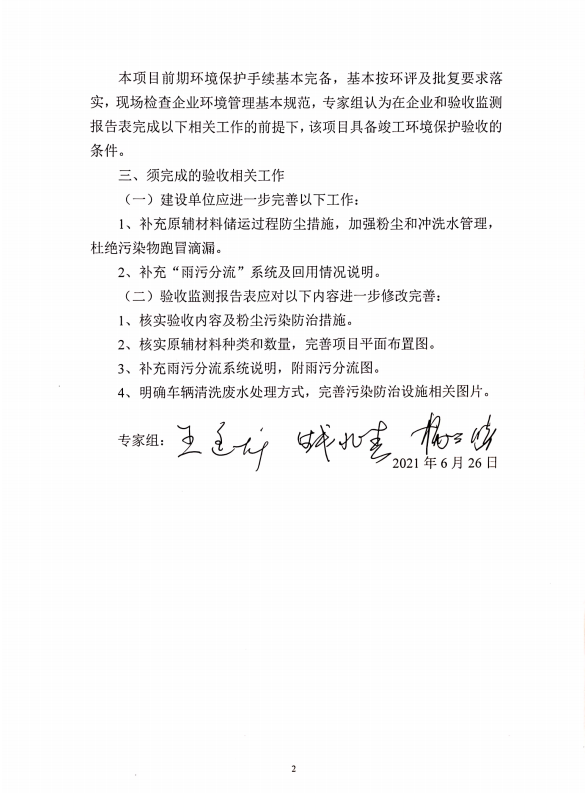 本项目前期环境保护手续基本完备，基本按环评及批复要求落
实，现场检查企业环境管理基本规范，专家组认为在企业和验收监测
报告表完成以下相关工作的前提下，该项目具备竣工环境保护验收的
条件。
三、须完成的验收相关工作
（一）建设单位应进一步完善以下工作：
1、补充原辅材料储运过程防尘措施，加强粉尘和冲洗水管理，
杜绝污染物跑冒滴漏。
2、补充“雨污分流”系统及回用情况说明。
（二）验收监测报告表应对以下内容进一步修改完善：
1、核实验收内容及粉尘污染防治措施。
2、核实原辅材料种类和数量，完善项目平面布置图。
3、补充雨污分流系统说明，附雨污分流图。
4、明确车辆清洗废水处理方式，完善污染防治设施相关图片。
专家组：王
2021 年 6 月 26 日
2